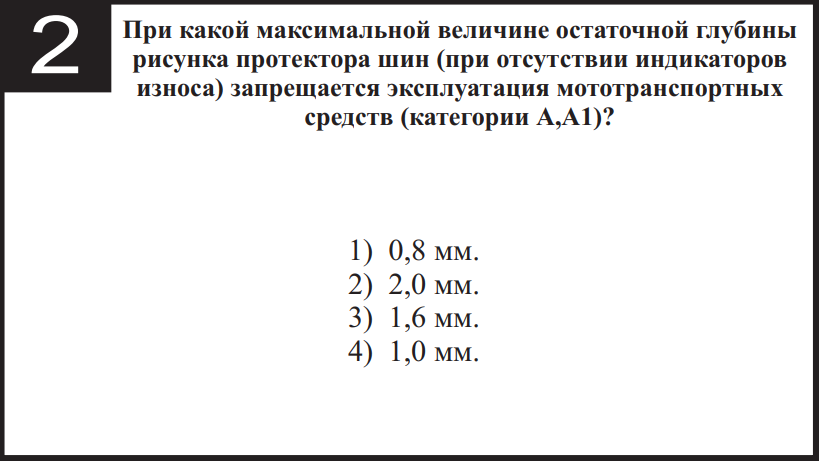 2
При какой максимальной величине остаточной глубины
рисунка протектора шин (при отсутствии индикаторов
износа) запрещается эксплуатация мототранспортных
средств (категории А,А1)?
1) 0,8 мм.
2) 2,0 мм.
3) 1,6 мм.
4) 1,0 мм.